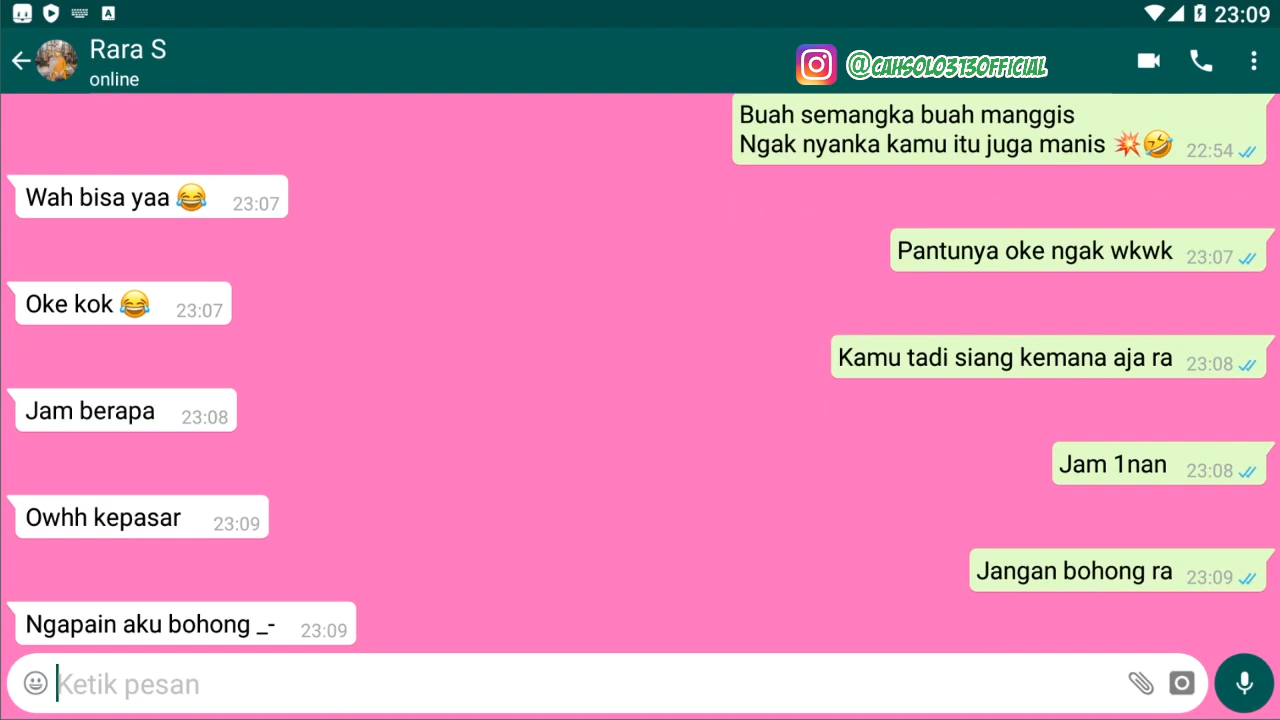 23:09
Rara S
online
@CAHSOLO313OFFICIAL
Buah semangka buah manggis
Ngak nyanka kamu itu juga manis 💥🤣 22:54
Wah bisa yaa 😂 23:07
Pantunya oke ngak wkwk 23:07
Oke kok 😂 23:07
Kamu tadi siang kemana aja ra 23:08
Jam berapa 23:08
Jam 1nan 23:08
Owhh kepasar 23:09
Jangan bohong ra 23:09
Ngapain aku bohong _- 23:09
Ketik pesan